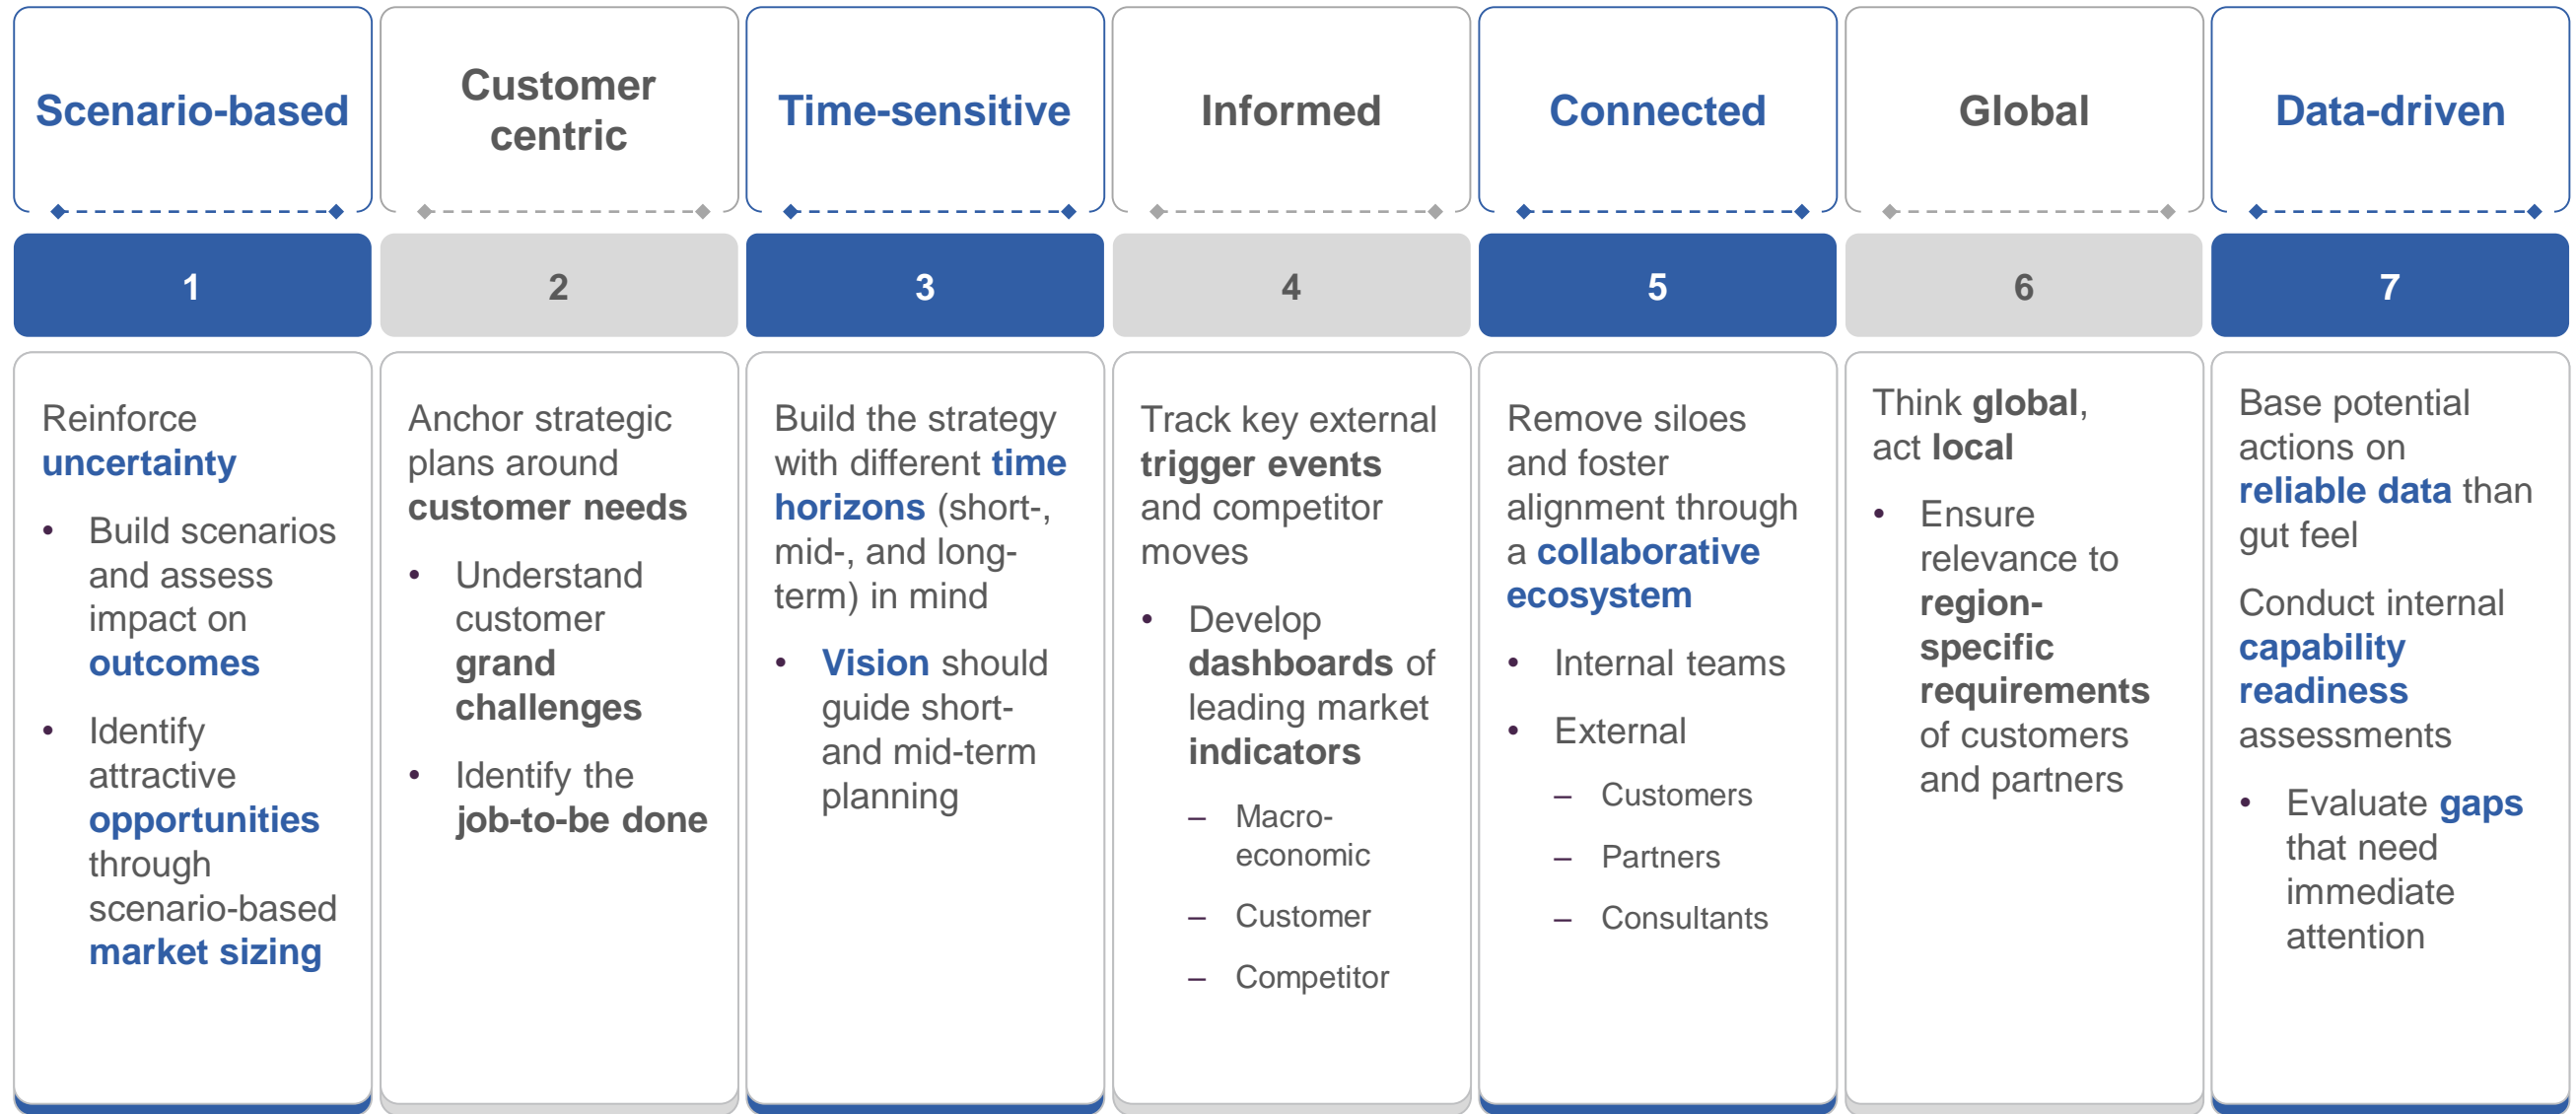 Scenario-based
Customer
centric
Time-sensitive
Informed
Connected
Global
Data-driven
1
2
3
4
5
6
7
Reinforce
uncertainty
• Build scenarios
and assess
impact on
outcomes
• Identify
attractive
opportunities
through
scenario-based
market sizing
Anchor strategic
plans around
customer needs
• Understand
customer
grand
challenges
• Identify the
job-to-be done
Build the strategy
with different time
horizons (short-,
mid-, and long-
term) in mind
• Vision should
guide short-
and mid-term
planning
Track key external
trigger events
and competitor
moves
• Develop
dashboards of
leading market
indicators
– Macro-
economic
– Customer
– Competitor
Remove siloes
and foster
alignment through
a collaborative
ecosystem
• Internal teams
• External
– Customers
– Partners
– Consultants
Think global,
act local
• Ensure
relevance to
region-
specific
requirements
of customers
and partners
Base potential
actions on
reliable data than
gut feel
Conduct internal
capability
readiness
assessments
• Evaluate gaps
that need
immediate
attention